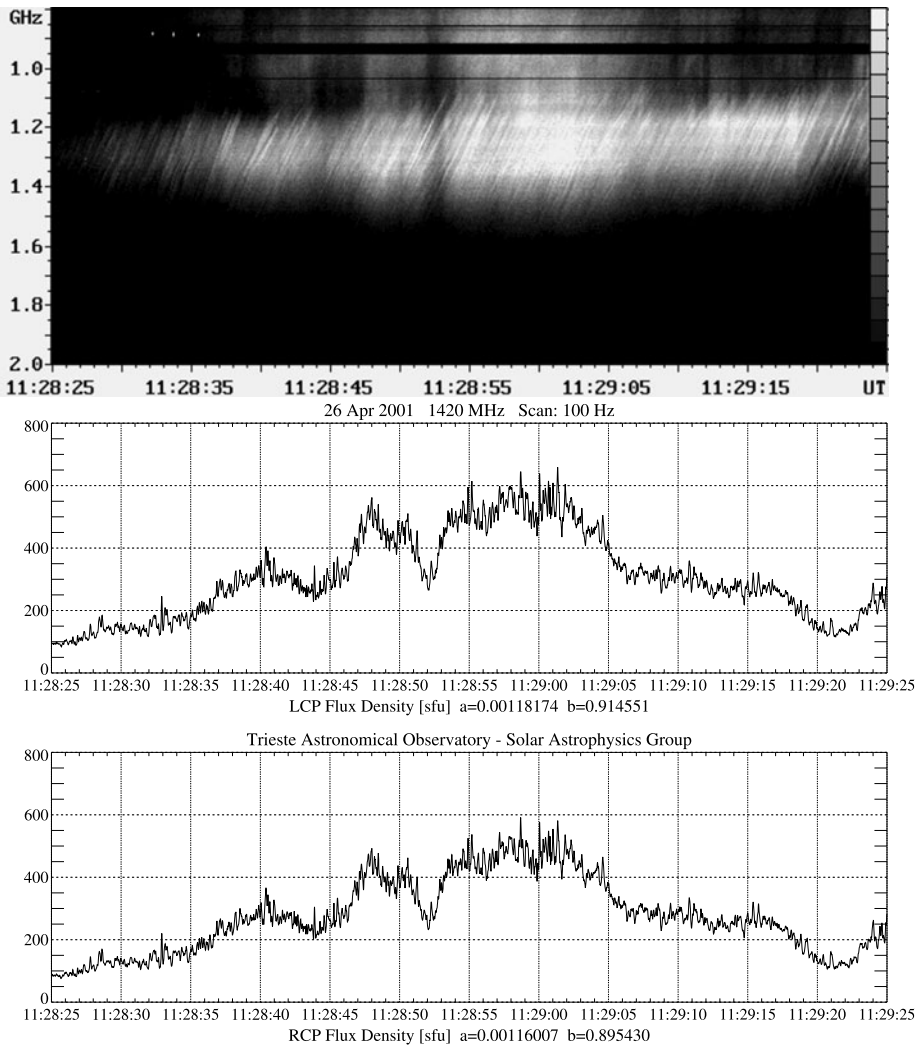 GHz
1.0
1.2
1.4
1.6
1.8
2.0
11:28:25 11:28:35 11:28:45 11:28:55 11:29:05 11:29:15 UT
26 Apr 2001 1420 MHz Scan: 100 Hz
800
600
400
200
0
11:28:25 11:28:30 11:28:35 11:28:40 11:28:45 11:28:50 11:28:55 11:29:00 11:29:05 11:29:10 11:29:15 11:29:20 11:29:25
LCP Flux Density [sfu] a=0.00118174 b=0.914551
Trieste Astronomical Observatory - Solar Astrophysics Group
800
600
400
200
0
11:28:25 11:28:30 11:28:35 11:28:40 11:28:45 11:28:50 11:28:55 11:29:00 11:29:05 11:29:10 11:29:15 11:29:20 11:29:25
RCP Flux Density [sfu] a=0.00116007 b=0.895430